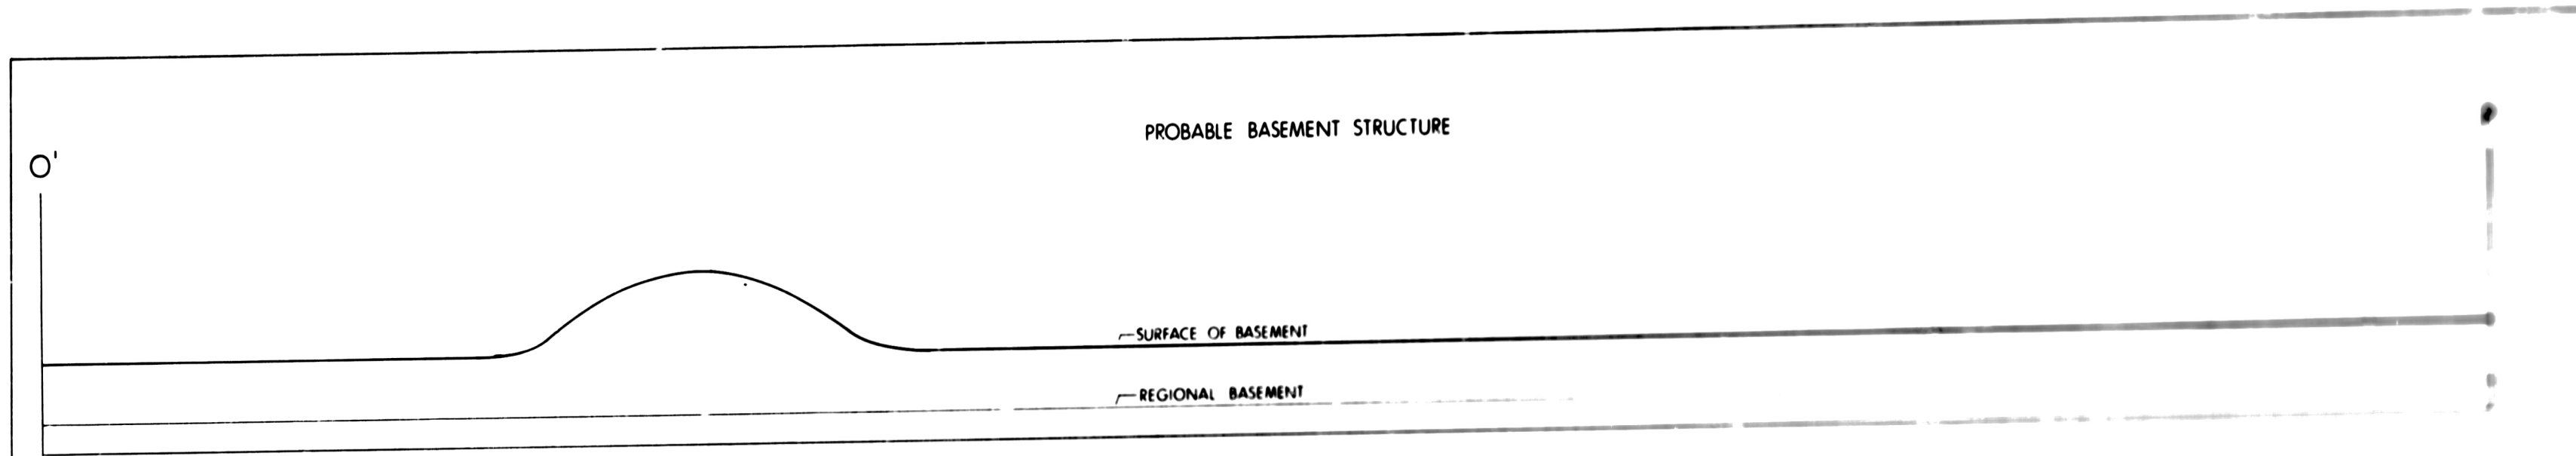 PROBABLE BASEMENT STRUCTURE
O'
SURFACE OF BASEMENT
REGIONAL BASEMENT